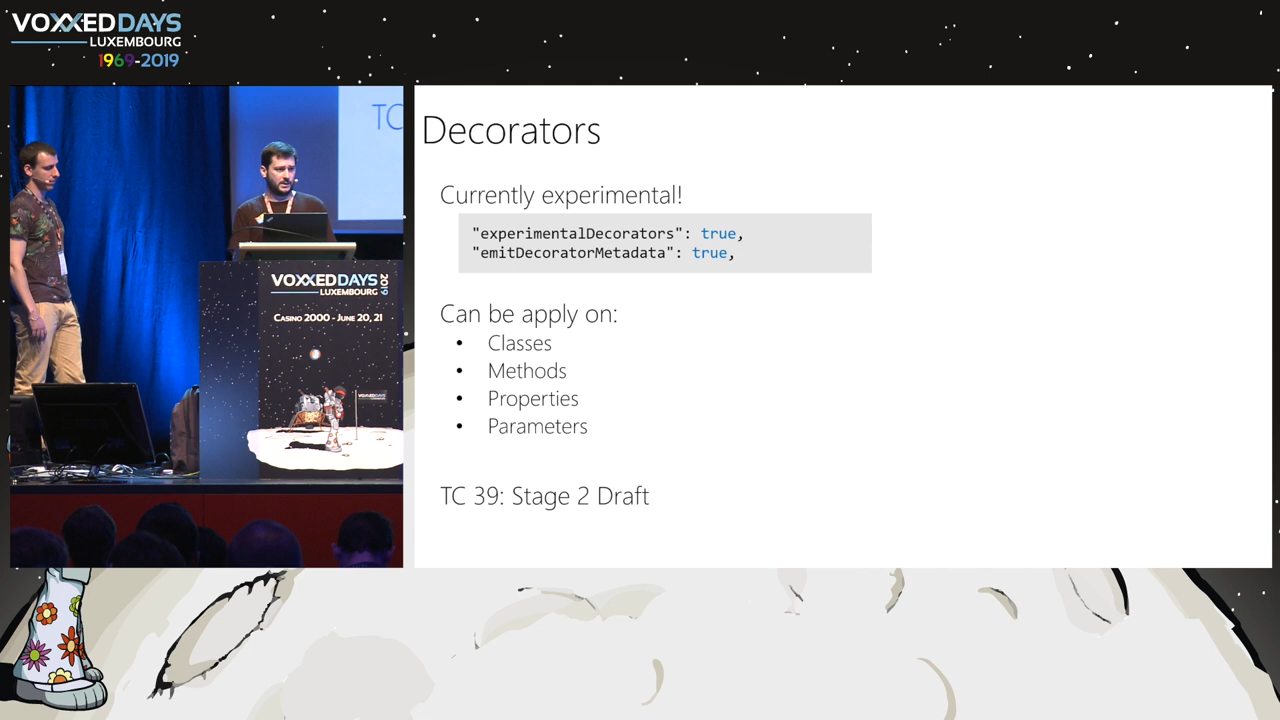 VOXXEDDAYS
LUXEMBOURG
1969-2019
TC
VOXXEDDAYS
LUXEMBOURG
2019
CASINO 2000 - JUNE 20, 21
Decorators
Currently experimental!
"experimentalDecorators": true,
"emitDecoratorMetadata": true,
Can be apply on:
• Classes
• Methods
• Properties
• Parameters
TC 39: Stage 2 Draft